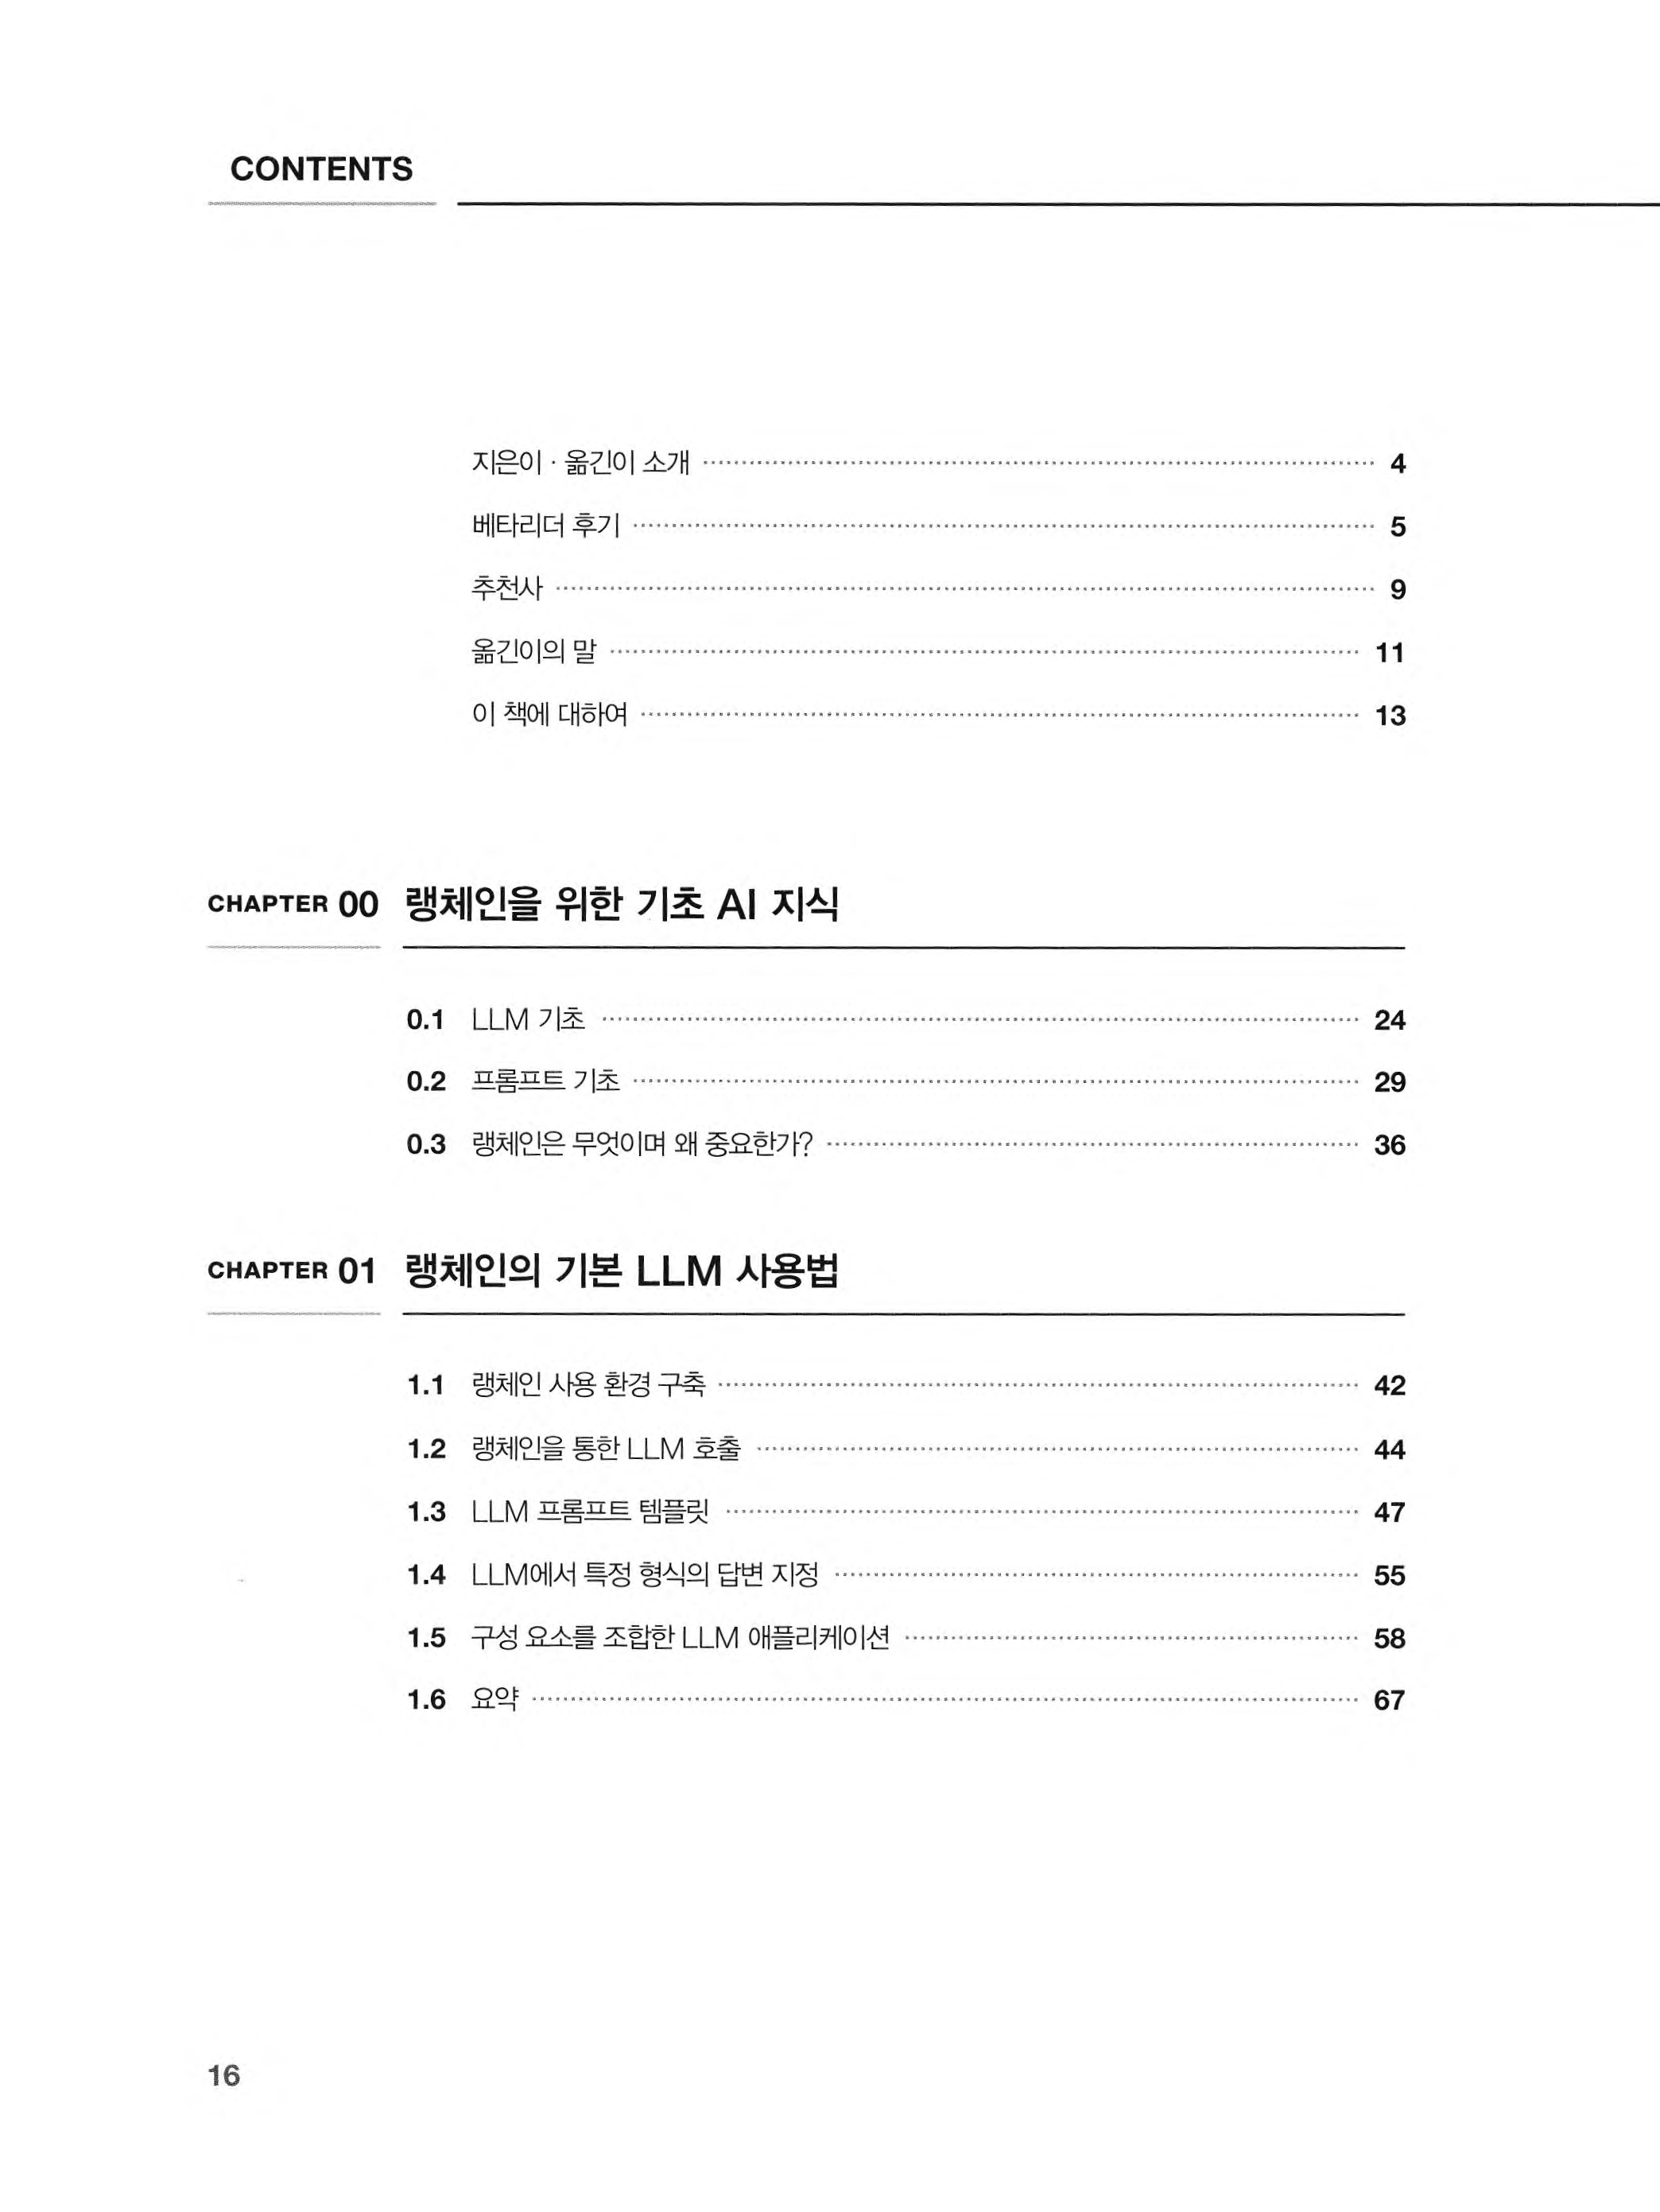 CONTENTS
지은이 · 옮긴이 소개 4
베타리더 후기 5
추천사 9
옮긴이의 말 11
이 책에 대하여 13
CHAPTER 00 랭체인을 위한 기초 AI 지식
0.1 LLM 기초 24
0.2 프롬프트 기초 29
0.3 랭체인은 무엇이며 왜 중요한가? 36
CHAPTER 01 랭체인의 기본 LLM 사용법
1.1 랭체인 사용 환경 구축 42
1.2 랭체인을 통한 LLM 호출 44
1.3 LLM 프롬프트 템플릿 47
1.4 LLM에서 특정 형식의 답변 지정 55
1.5 구성 요소를 조합한 LLM 애플리케이션 58
1.6 요약 67
16